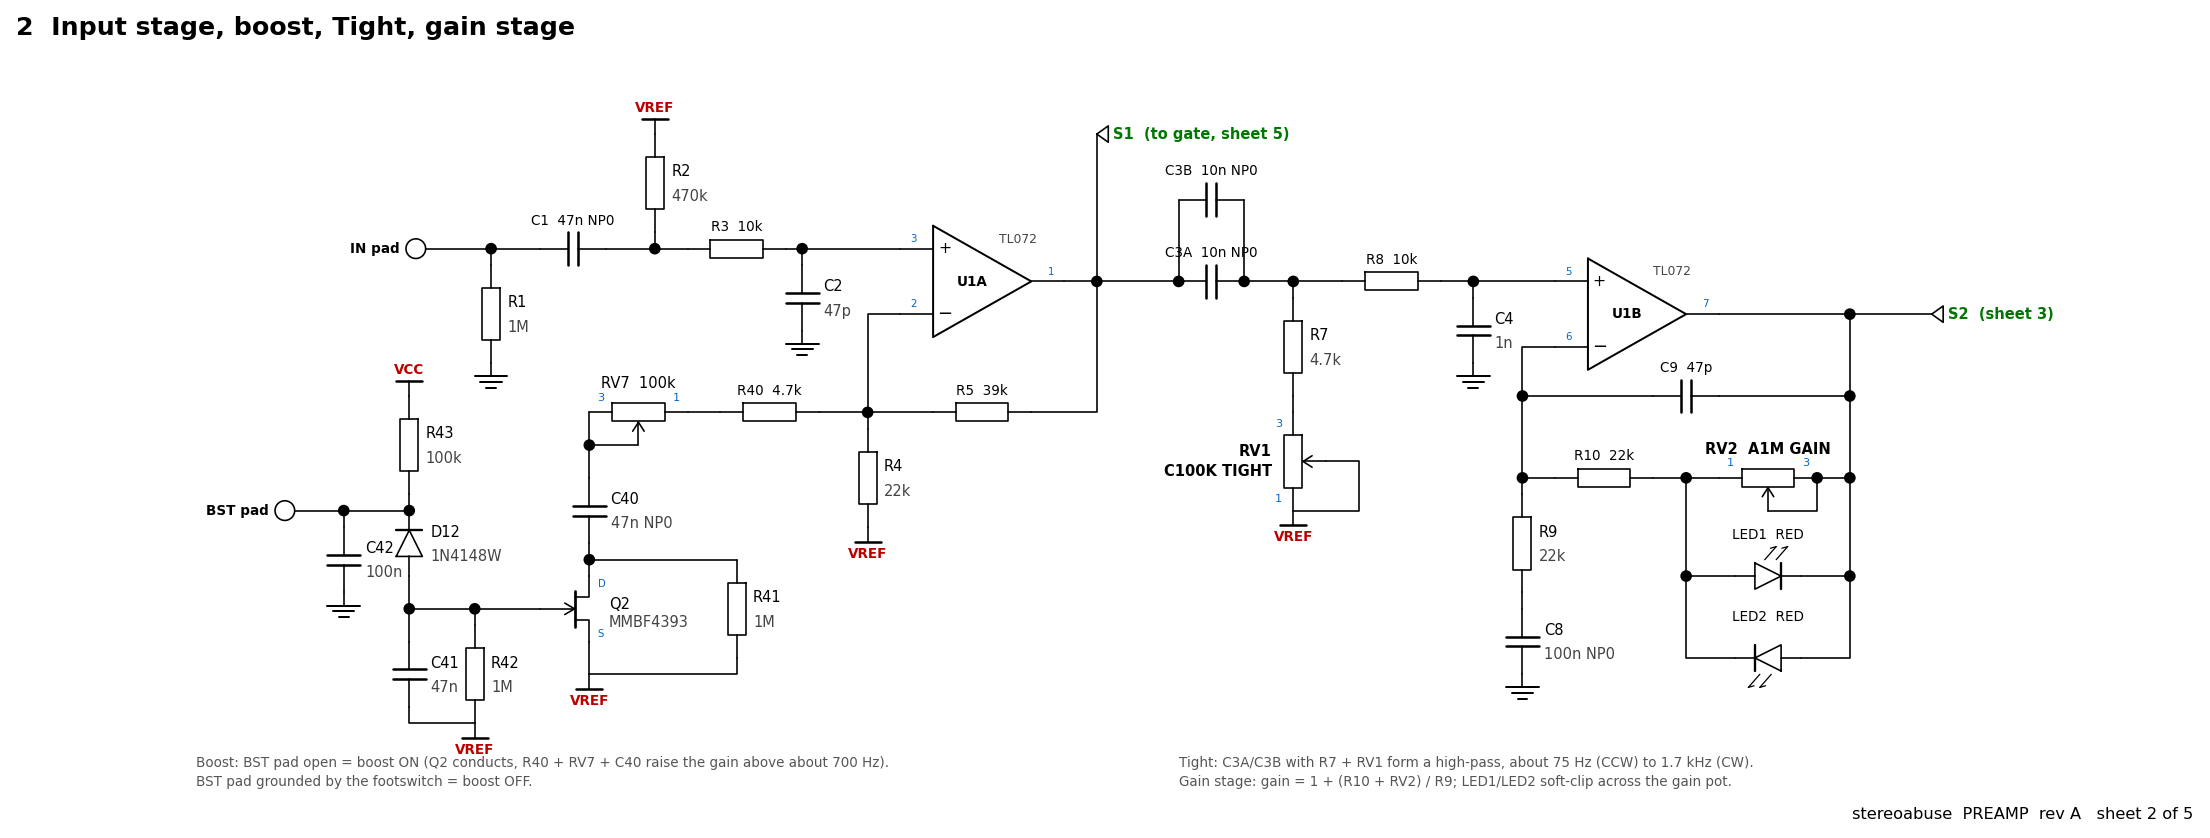 2 Input stage, boost, Tight, gain stage
VREF
S1 (to gate, sheet 5)
R2
470k
C3B 10n NP0
C1 47n NP0
R3 10k
IN pad
3
+
TL072
U1A
1
2
−
C3A 10n NP0
R8 10k
5
+
TL072
U1B
7
6
−
S2 (sheet 3)
R1
1M
C2
47p
C4
1n
R7
4.7k
VCC
RV7 100k
3
1
R40 4.7k
R5 39k
C9 47p
R43
100k
R4
22k
3
RV1
C100K TIGHT
1
VREF
R10 22k
RV2 A1M GAIN
1
3
BST pad
C42
100n
D12
1N4148W
C40
47n NP0
VREF
R9
22k
LED1 RED
D
Q2
MMBF4393
S
R41
1M
LED2 RED
C8
100n NP0
C41
47n
R42
1M
VREF
VREF
Boost: BST pad open = boost ON (Q2 conducts, R40 + RV7 + C40 raise the gain above about 700 Hz).
BST pad grounded by the footswitch = boost OFF.
Tight: C3A/C3B with R7 + RV1 form a high-pass, about 75 Hz (CCW) to 1.7 kHz (CW).
Gain stage: gain = 1 + (R10 + RV2) / R9; LED1/LED2 soft-clip across the gain pot.
stereoabuse PREAMP rev A sheet 2 of 5